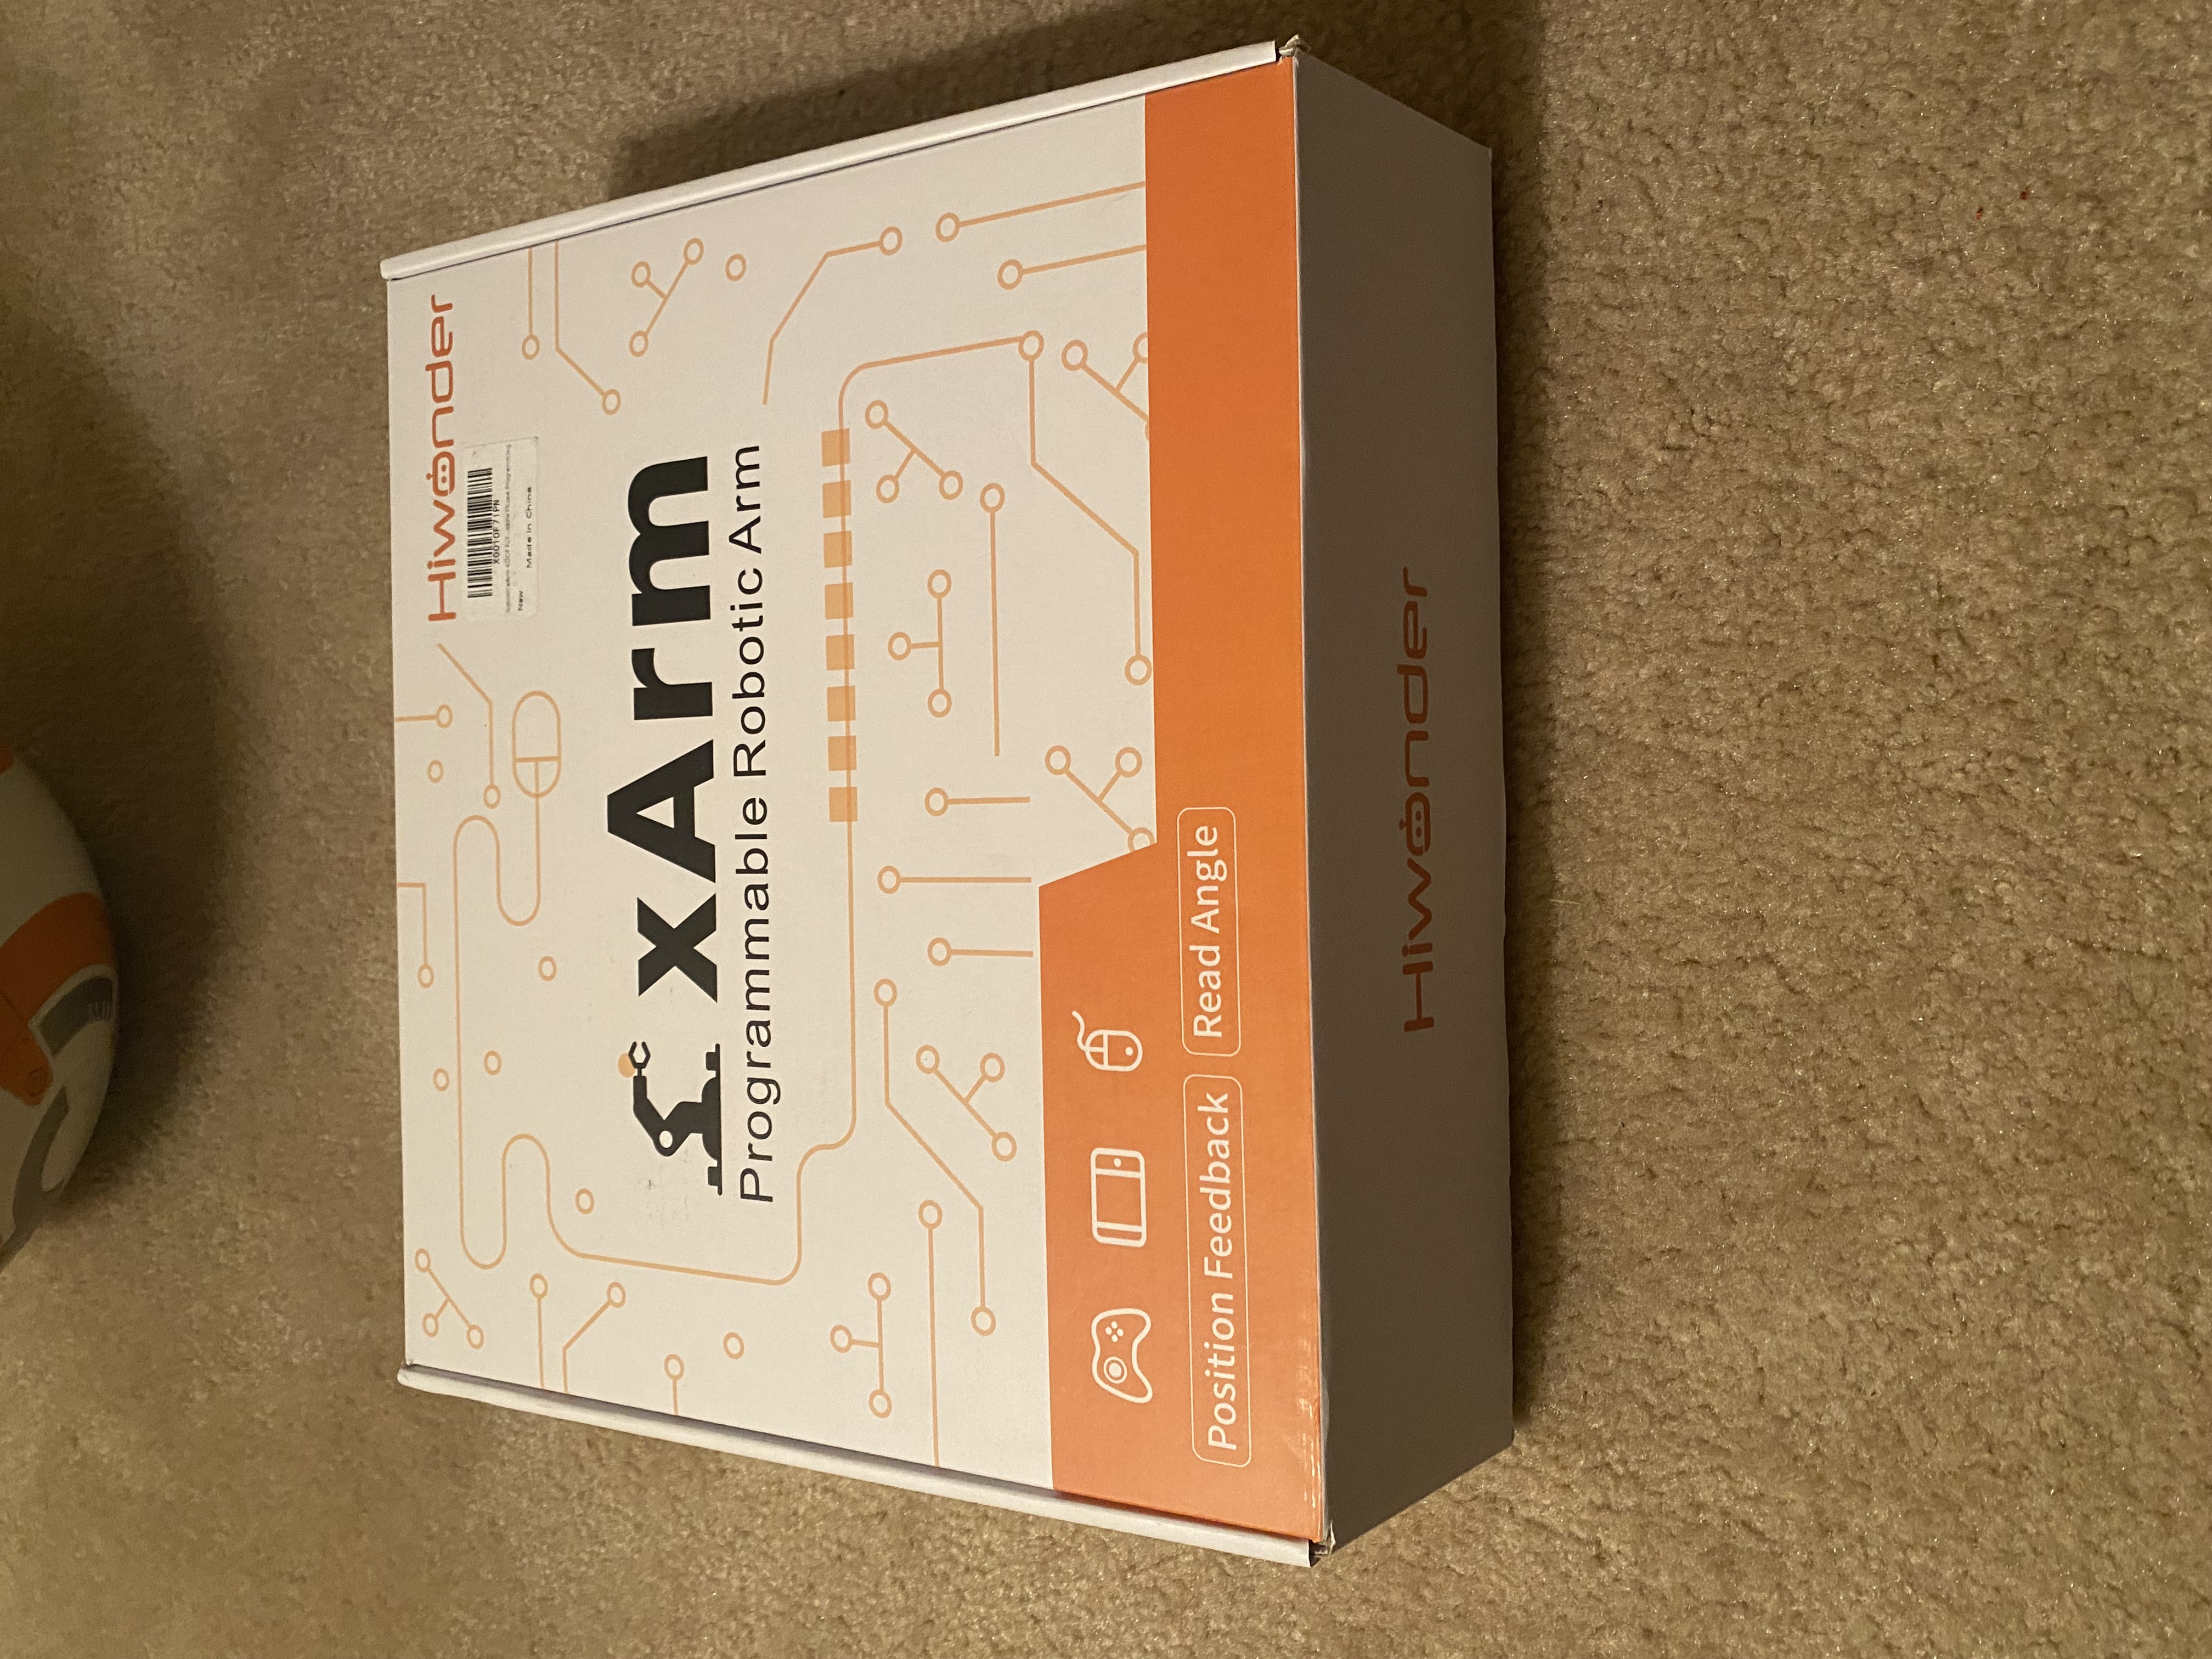 Hiwonder
X0010F71PN
New
Made in China
xArm
Programmable Robotic Arm
Position Feedback
Read Angle
Hiwonder